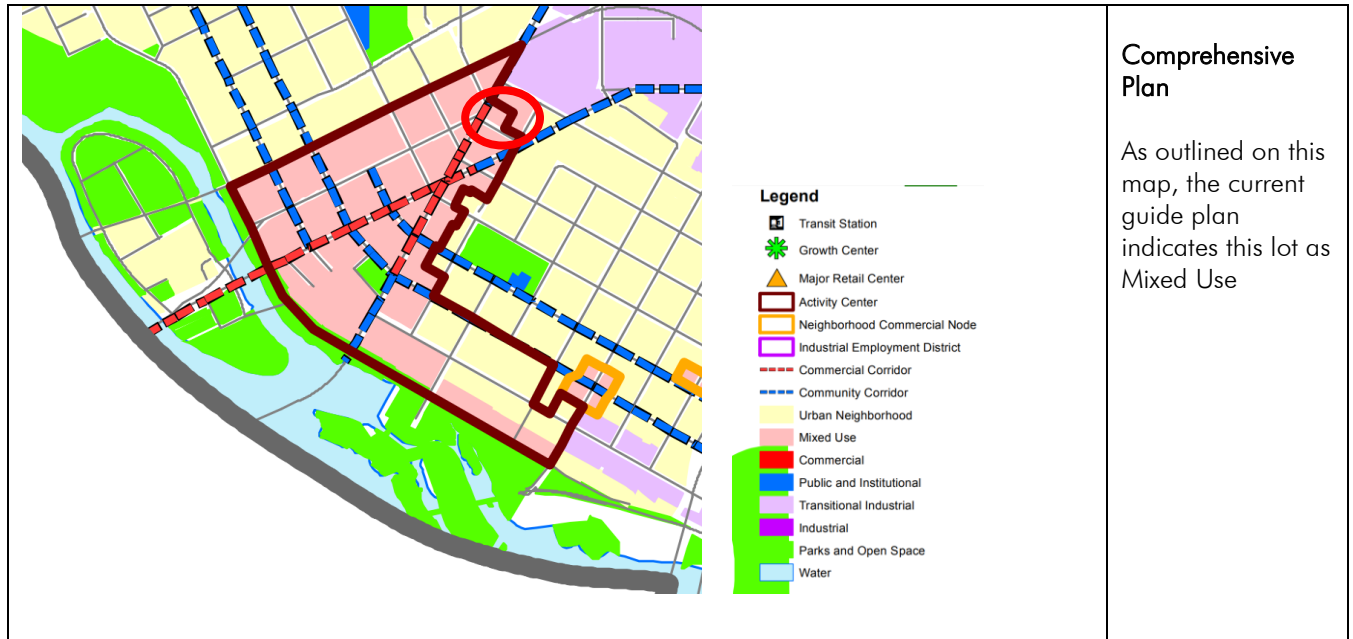 Legend
Transit Station
Growth Center
Major Retail Center
Activity Center
Neighborhood Commercial Node
Industrial Employment District
Commercial Corridor
Community Corridor
Urban Neighborhood
Mixed Use
Commercial
Public and Institutional
Transitional Industrial
Industrial
Parks and Open Space
Water
Comprehensive
Plan
As outlined on this
map, the current
guide plan
indicates this lot as
Mixed Use